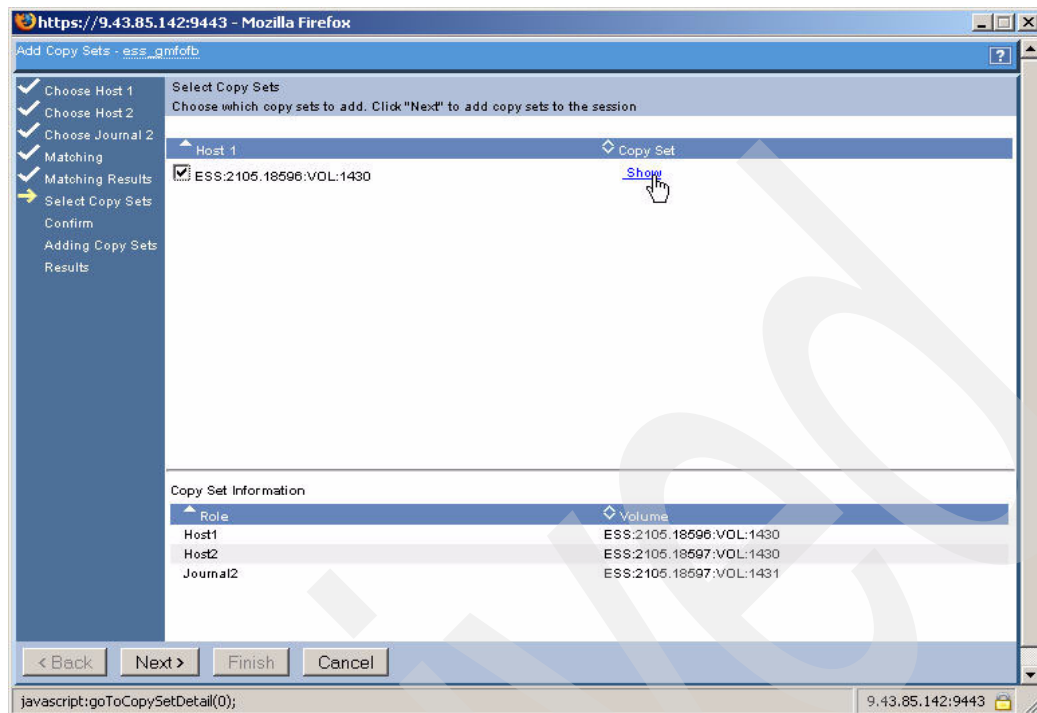 https://9.43.85.142:9443 - Mozilla Firefox
Add Copy Sets - ess_gmfofb
?
Choose Host 1
Choose Host 2
Choose Journal 2
Matching
Matching Results
Select Copy Sets
Confirm
Adding Copy Sets
Results
Select Copy Sets
Choose which copy sets to add. Click "Next" to add copy sets to the session
Host 1 Copy Set
ESS:2105.18596:VOL:1430 Show
Copy Set Information
Role Volume
Host1 ESS:2105.18596:VOL:1430
Host2 ESS:2105.18597:VOL:1430
Journal2 ESS:2105.18597:VOL:1431
< Back Next > Finish Cancel
javascript:goToCopySetDetail(0); 9.43.85.142:9443